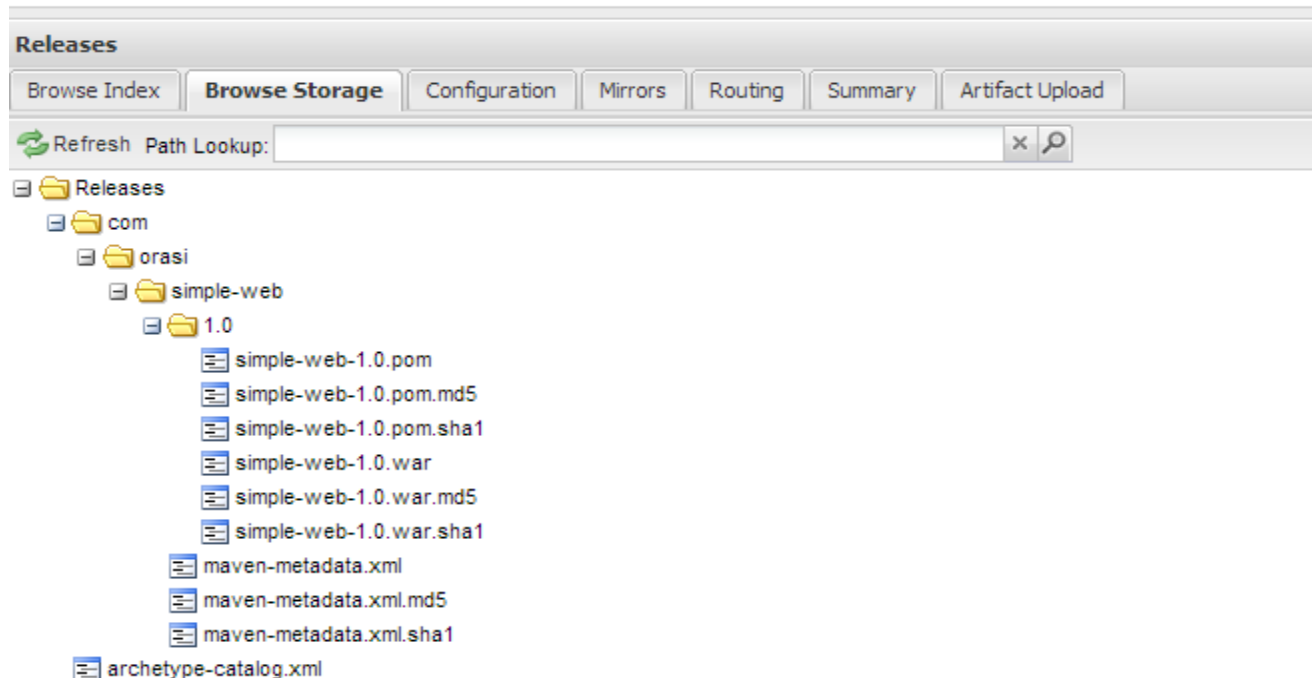 Releases
Browse Index Browse Storage Configuration Mirrors Routing Summary Artifact Upload
Refresh Path Lookup:
Releases
com
orasi
simple-web
1.0
simple-web-1.0.pom
simple-web-1.0.pom.md5
simple-web-1.0.pom.sha1
simple-web-1.0.war
simple-web-1.0.war.md5
simple-web-1.0.war.sha1
maven-metadata.xml
maven-metadata.xml.md5
maven-metadata.xml.sha1
archetype-catalog.xml